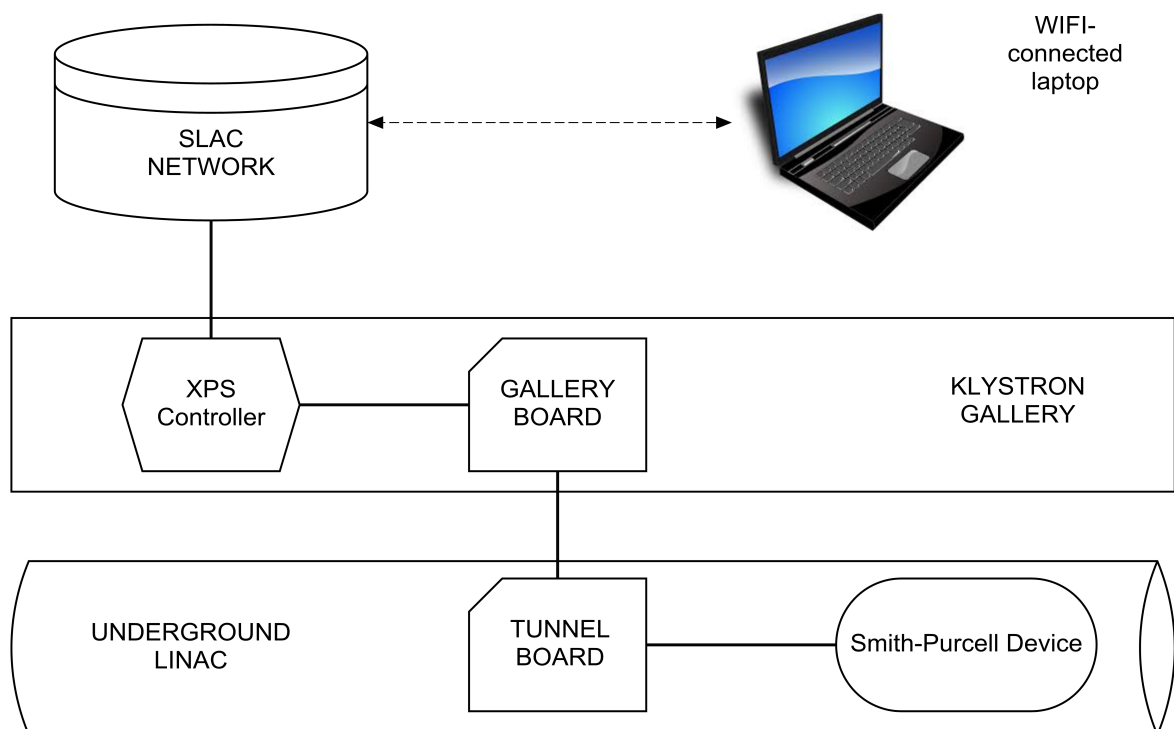 WIFI-
connected
laptop
SLAC
NETWORK
XPS
Controller
GALLERY
BOARD
KLYSTRON
GALLERY
UNDERGROUND
LINAC
TUNNEL
BOARD
Smith-Purcell Device